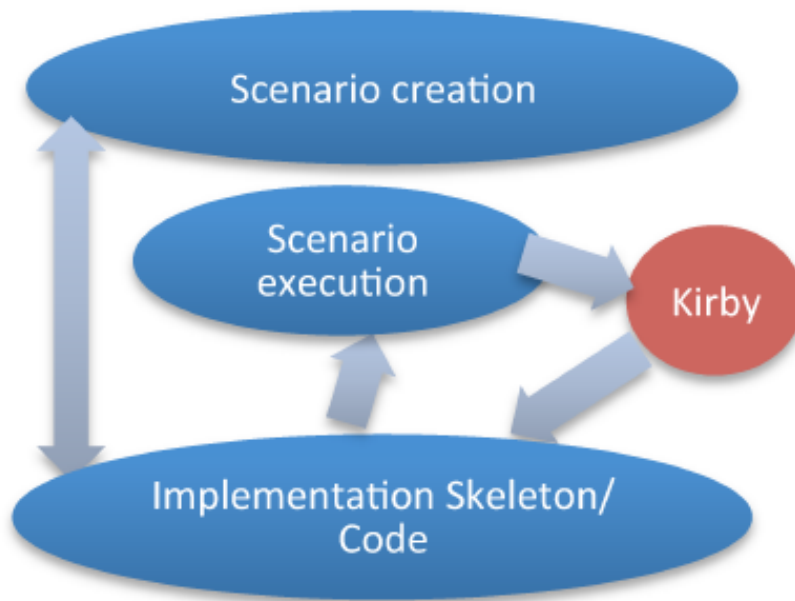 Scenario creation
Scenario
execution
Kirby
Implementation Skeleton/
Code